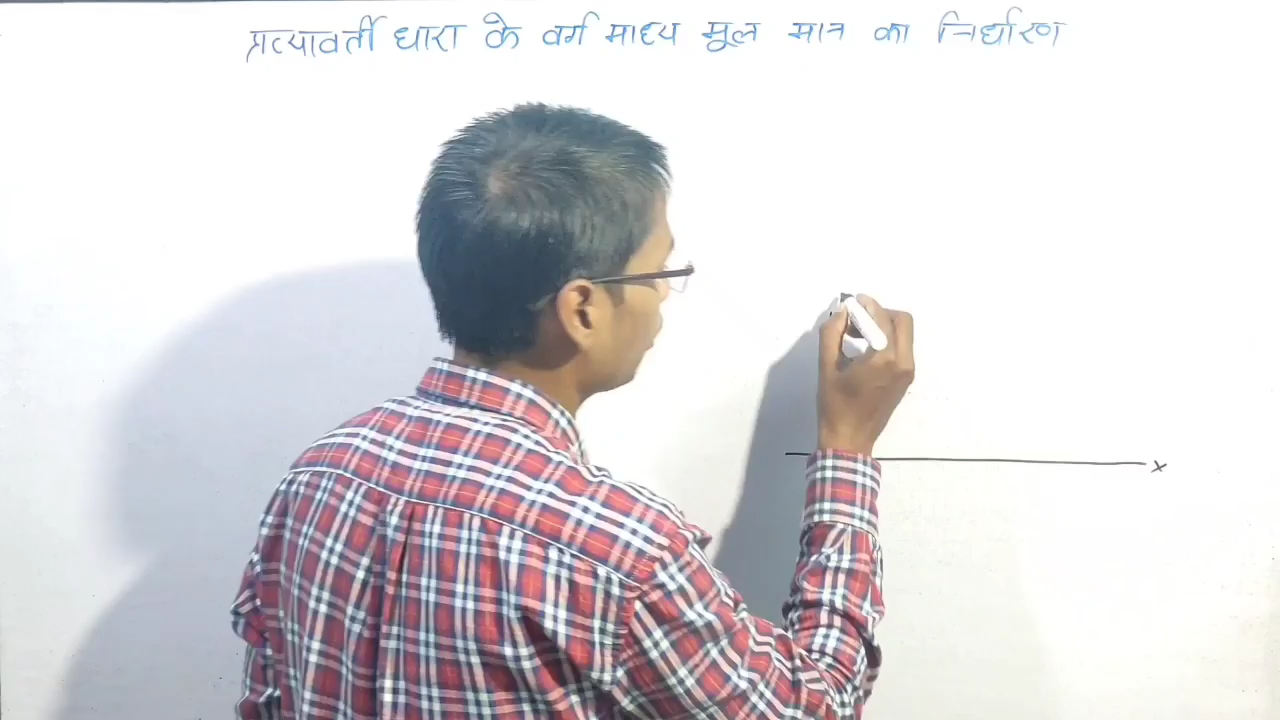 प्रत्यावर्ती धारा के वर्ग माध्य मूल मान का निर्धारण
x